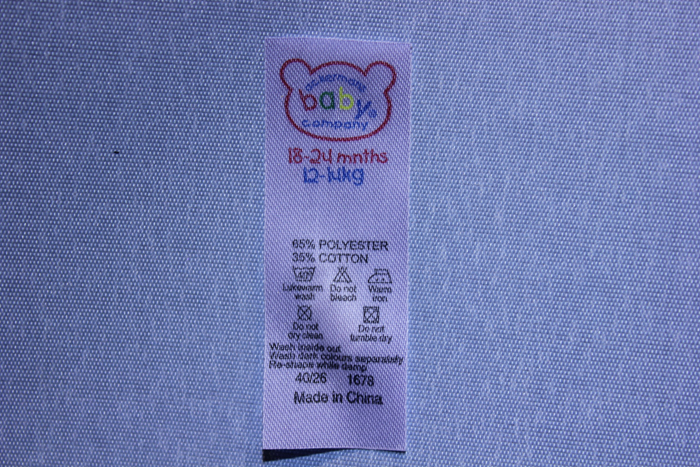 ackermans
baby®
company
18-24 mnths
12-14kg
65% POLYESTER
35% COTTON
40
Lukewarm wash
Do not bleach
Warm iron
Do not dry clean
Do not tumble dry
Wash inside out
Wash dark colours separately
Re-shape while damp
40/26 1678
Made in China